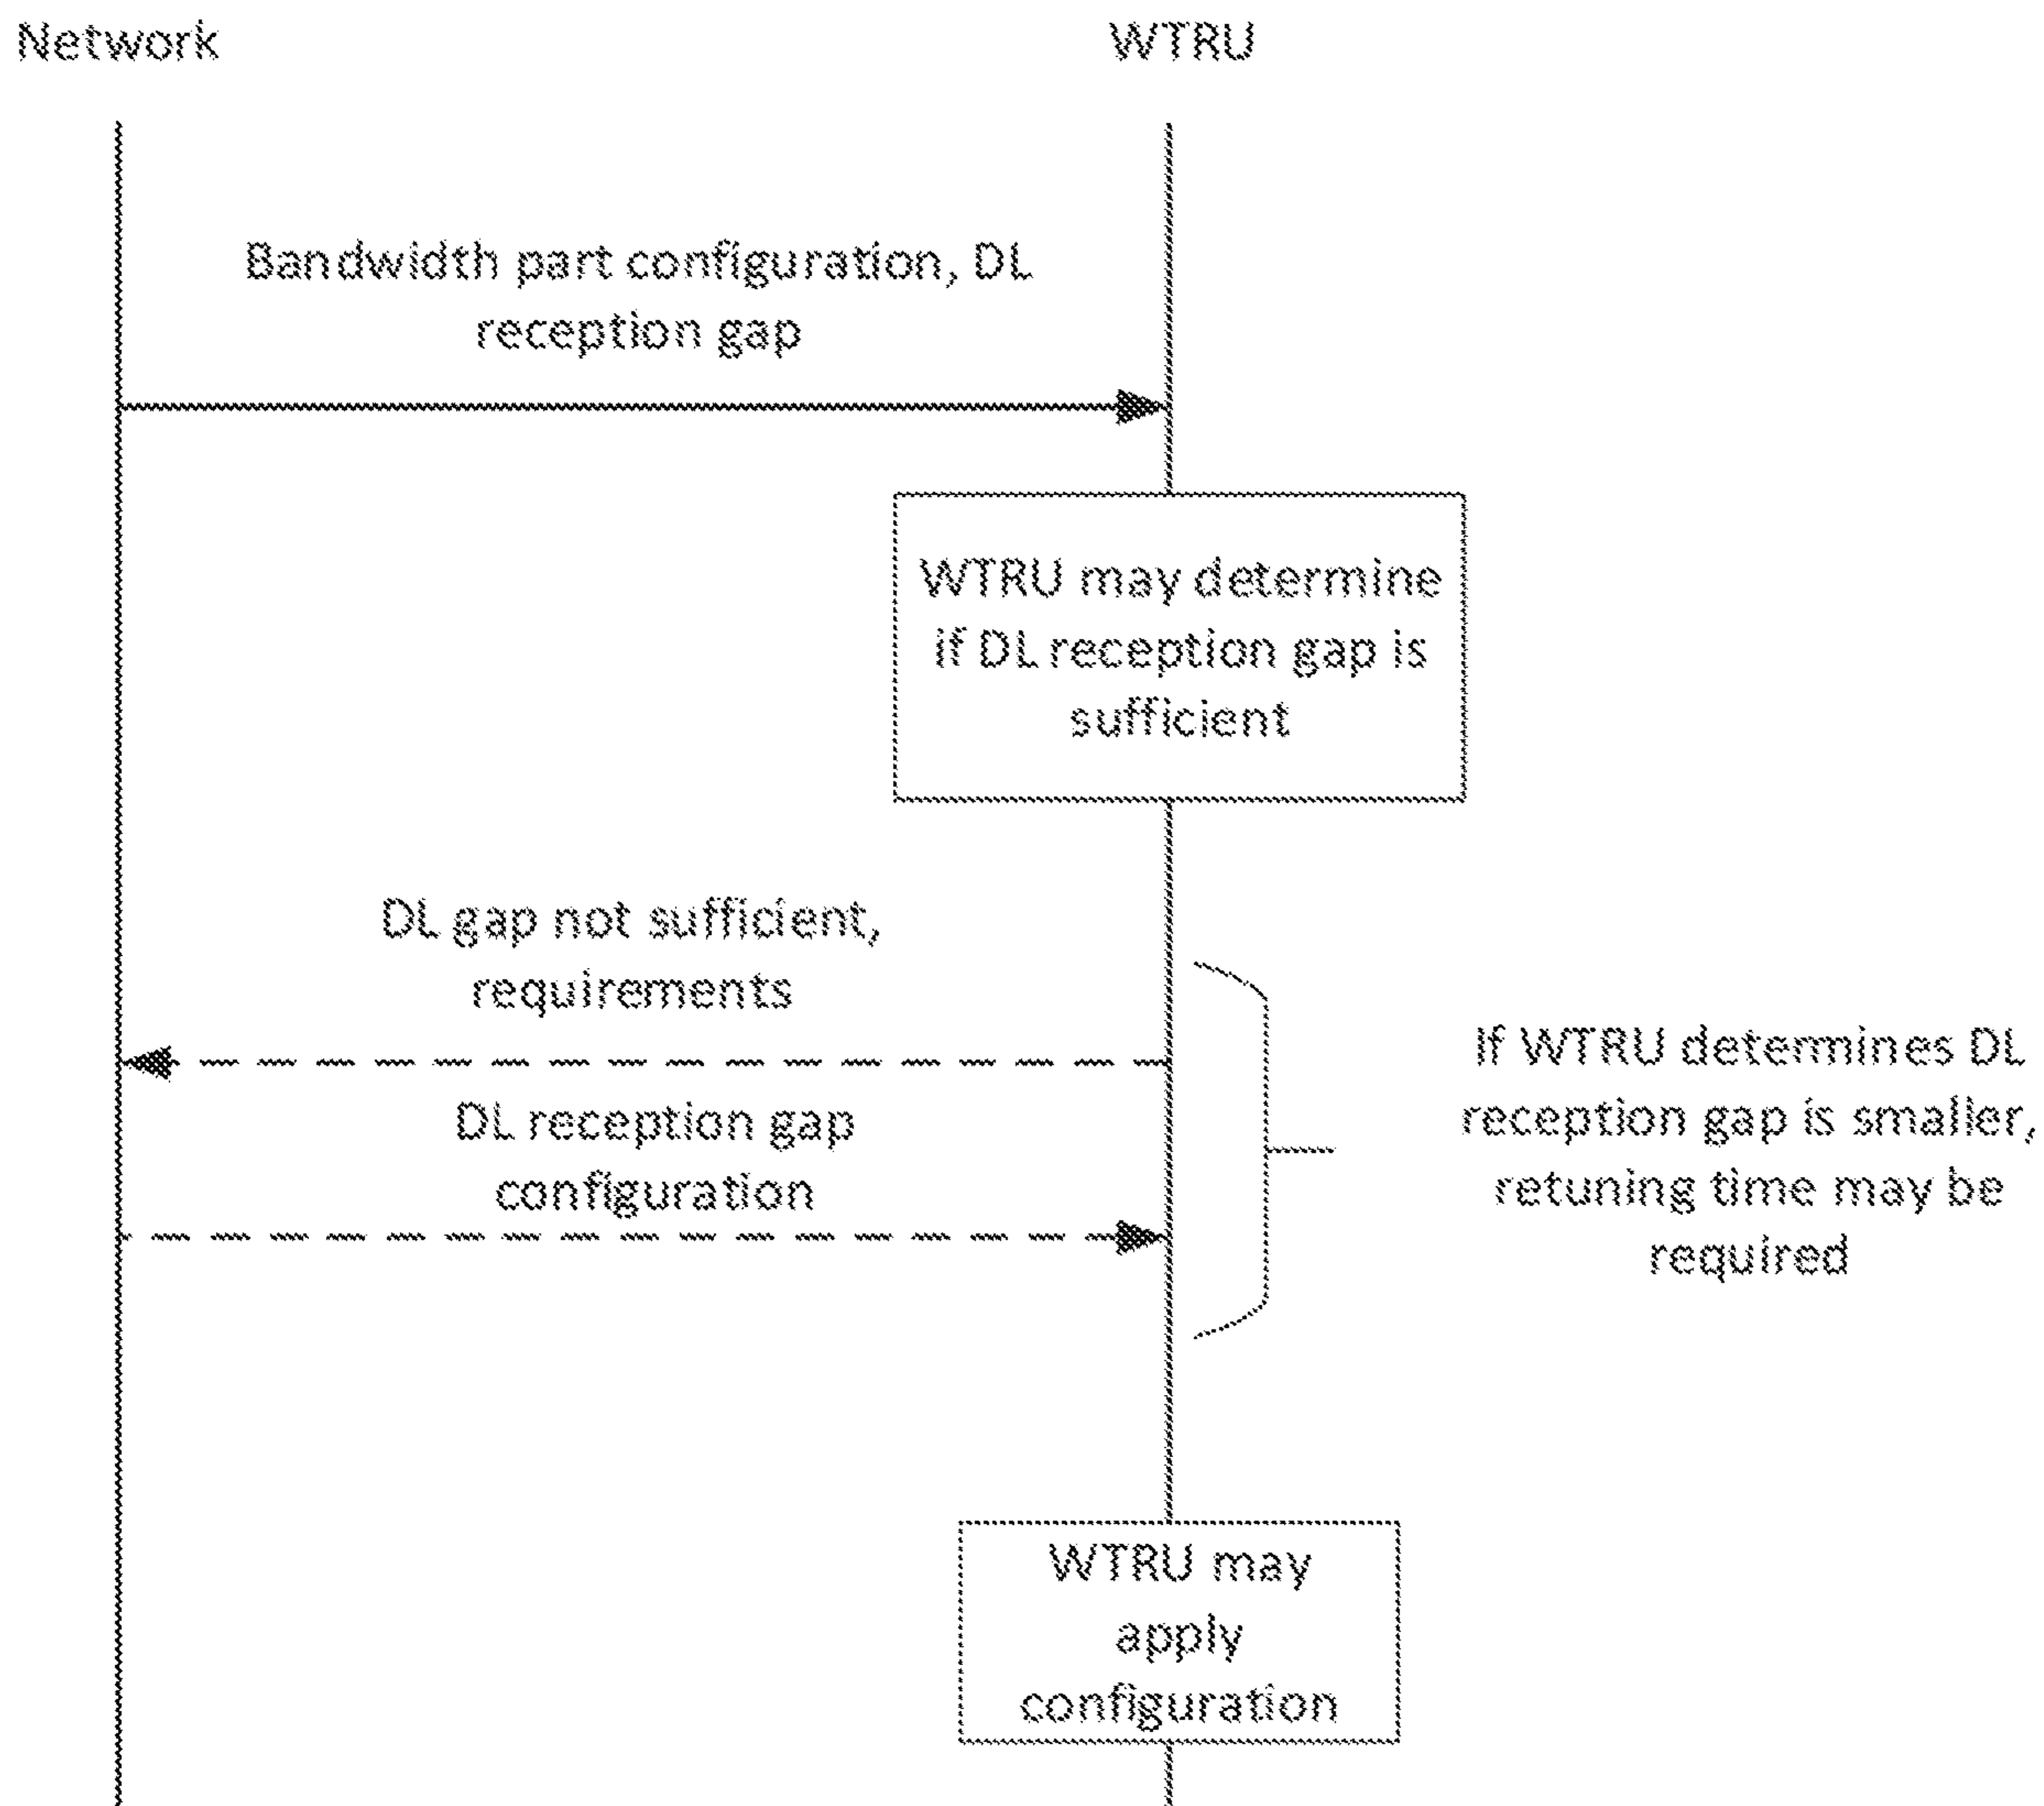 Network
WTRU
Bandwidth part configuration, DL
reception gap
WTRU may determine
if DL reception gap is
sufficient
DL gap not sufficient,
requirements
DL reception gap
configuration
If WTRU determines DL
reception gap is smaller,
retuning time may be
required
WTRU may
apply
configuration